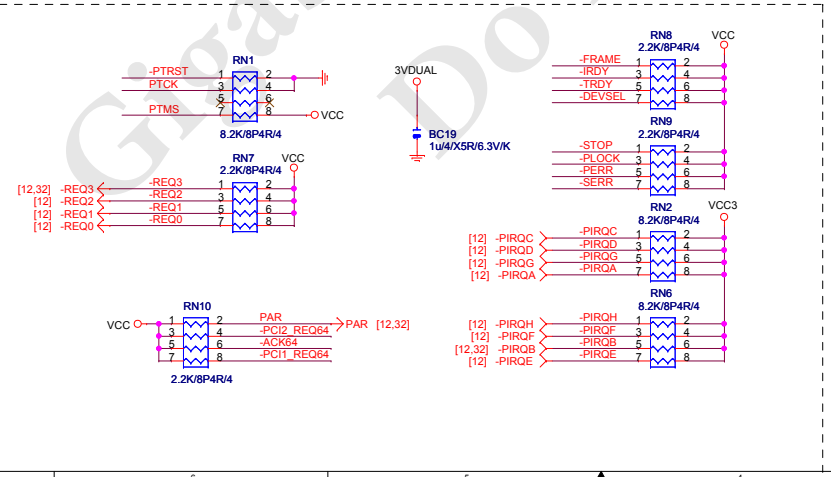 Giga
Do
RN1
-PTRST 1 2
PTCK 3 4
5 6
PTMS 7 8 VCC
8.2K/8P4R/4
3VDUAL
BC19
1u/4/X5R/6.3V/K
RN7
2.2K/8P4R/4
VCC
[12,32] -REQ3 -REQ3 1 2
[12] -REQ2 -REQ2 3 4
[12] -REQ1 -REQ1 5 6
[12] -REQ0 -REQ0 7 8
RN10
VCC 1 2 PAR PAR [12,32]
3 4 -PCI2_REQ64
5 6 -ACK64
7 8 -PCI1_REQ64
2.2K/8P4R/4
RN8
2.2K/8P4R/4
VCC
-FRAME 1 2
-IRDY 3 4
-TRDY 5 6
-DEVSEL 7 8
RN9
2.2K/8P4R/4
-STOP 1 2
-PLOCK 3 4
-PERR 5 6
-SERR 7 8
RN2
8.2K/8P4R/4
VCC3
[12] -PIRQC -PIRQC 1 2
[12] -PIRQD -PIRQD 3 4
[12] -PIRQG -PIRQG 5 6
[12] -PIRQA -PIRQA 7 8
RN6
8.2K/8P4R/4
[12] -PIRQH -PIRQH 1 2
[12] -PIRQF -PIRQF 3 4
[12,32] -PIRQB -PIRQB 5 6
[12] -PIRQE -PIRQE 7 8